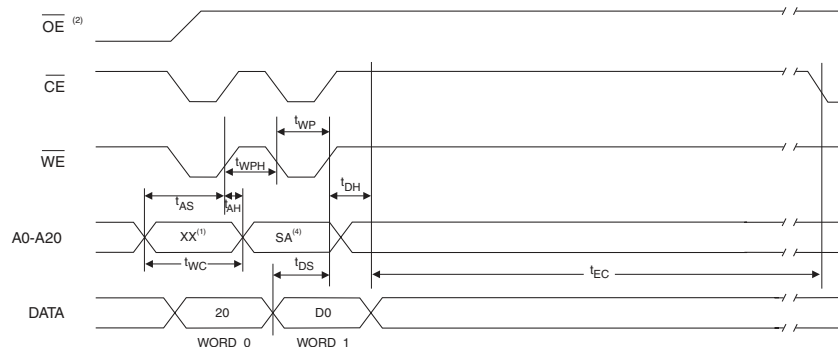 OE (2)
CE
tWP
WE
tWPH
tDH
tAS
tAH
A0-A20
XX(1)
SA(4)
tWC
tDS
tEC
DATA
20
D0
WORD 0
WORD 1